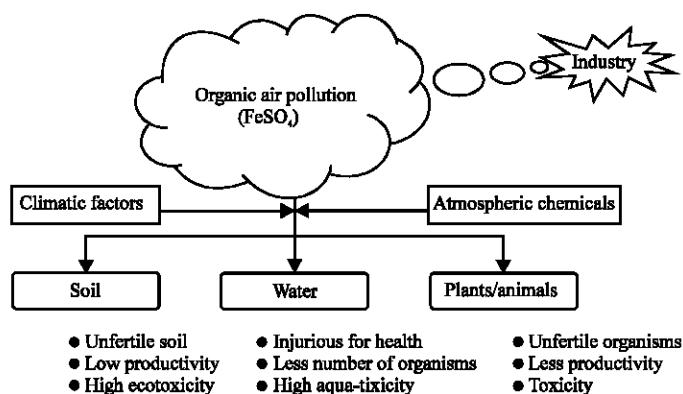 Industry
Organic air pollution
(FeSO₄)
Climatic factors
Atmospheric chemicals
Soil
Water
Plants/animals
● Unfertile soil
● Low productivity
● High ecotoxicity
● Injurious for health
● Less number of organisms
● High aqua-tixicity
● Unfertile organisms
● Less productivity
● Toxicity